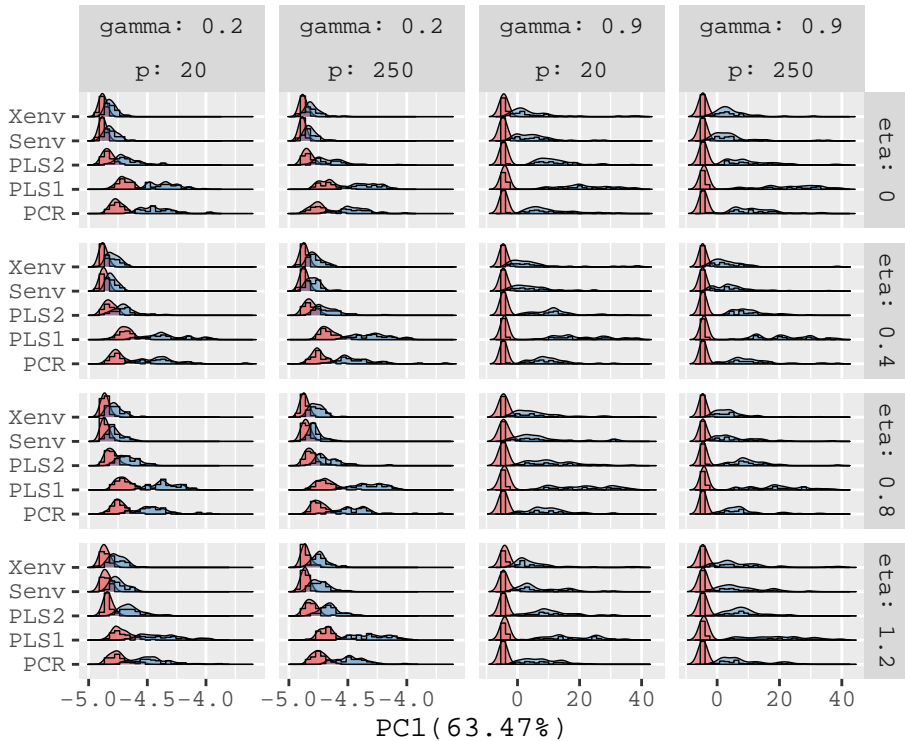 gamma: 0.2 gamma: 0.2 gamma: 0.9 gamma: 0.9
p: 20 p: 250 p: 20 p: 250
Xenv
Senv
PLS2
PLS1
PCR
eta: 0
Xenv
Senv
PLS2
PLS1
PCR
eta: 0.4
Xenv
Senv
PLS2
PLS1
PCR
eta: 0.8
Xenv
Senv
PLS2
PLS1
PCR
eta: 1.2
-5.0 -4.5 -4.0 -5.0 -4.5 -4.0 0 20 40 0 20 40
PC1(63.47%)